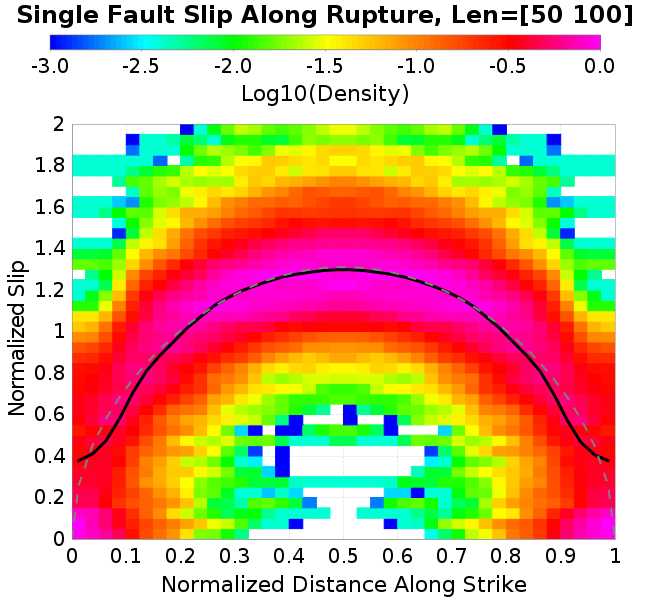 Single Fault Slip Along Rupture, Len=[50 100]
-3.0 -2.5 -2.0 -1.5 -1.0 -0.5 0.0
Log10(Density)
2
1.8
1.6
1.4
1.2
1
0.8
0.6
0.4
0.2
0
Normalized Slip
0 0.1 0.2 0.3 0.4 0.5 0.6 0.7 0.8 0.9 1
Normalized Distance Along Strike